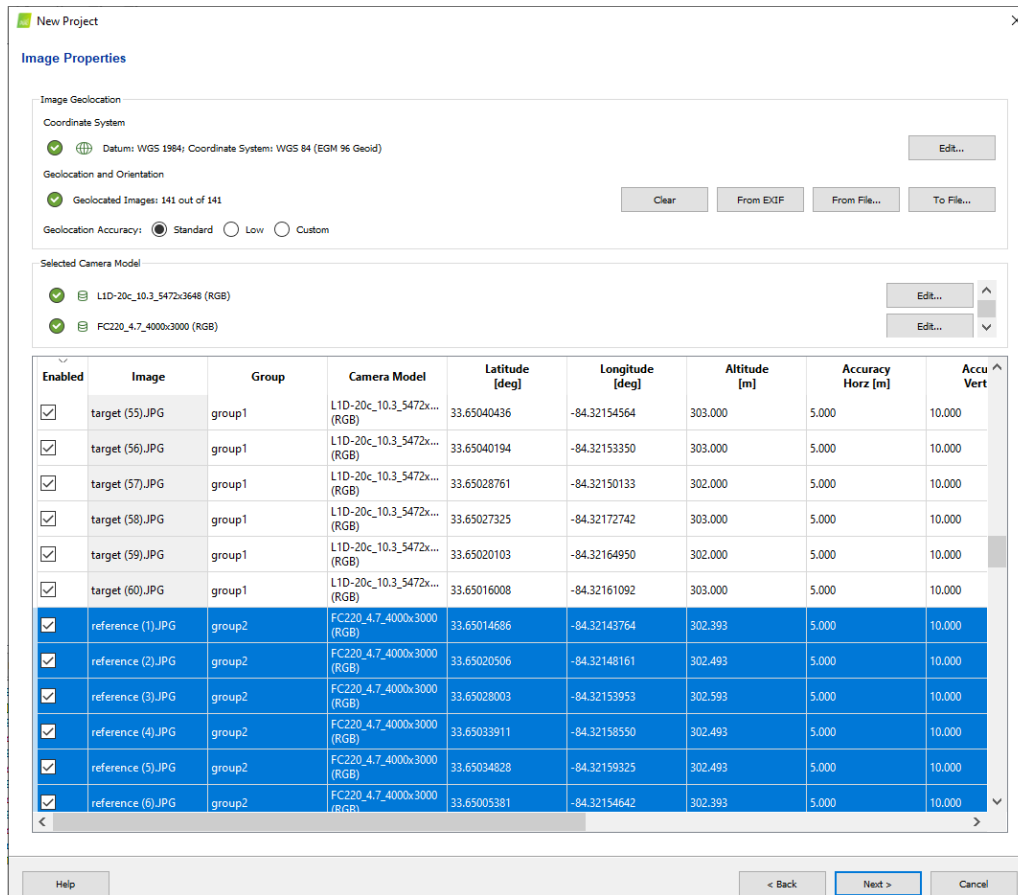 New Project
Image Properties
Image Geolocation
Coordinate System
Datum: WGS 1984; Coordinate System: WGS 84 (EGM 96 Geoid)
Edit...
Geolocation and Orientation
Geolocated Images: 141 out of 141
Clear
From EXIF
From File...
To File...
Geolocation Accuracy: Standard Low Custom
Selected Camera Model
L1D-20c_10.3_5472x3648 (RGB)
Edit...
FC220_4.7_4000x3000 (RGB)
Edit...
Enabled Image Group Camera Model Latitude [deg] Longitude [deg] Altitude [m] Accuracy Horz [m] Accu Vert
target (55).JPG group1 L1D-20c_10.3_5472x... (RGB) 33.65040436 -84.32154564 303.000 5.000 10.000
target (56).JPG group1 L1D-20c_10.3_5472x... (RGB) 33.65040194 -84.32153350 303.000 5.000 10.000
target (57).JPG group1 L1D-20c_10.3_5472x... (RGB) 33.65028761 -84.32150133 302.000 5.000 10.000
target (58).JPG group1 L1D-20c_10.3_5472x... (RGB) 33.65027325 -84.32172742 303.000 5.000 10.000
target (59).JPG group1 L1D-20c_10.3_5472x... (RGB) 33.65020103 -84.32164950 302.000 5.000 10.000
target (60).JPG group1 L1D-20c_10.3_5472x... (RGB) 33.65016008 -84.32161092 303.000 5.000 10.000
reference (1).JPG group2 FC220_4.7_4000x3000 (RGB) 33.65014686 -84.32143764 302.393 5.000 10.000
reference (2).JPG group2 FC220_4.7_4000x3000 (RGB) 33.65020506 -84.32148161 302.493 5.000 10.000
reference (3).JPG group2 FC220_4.7_4000x3000 (RGB) 33.65028003 -84.32153953 302.593 5.000 10.000
reference (4).JPG group2 FC220_4.7_4000x3000 (RGB) 33.65033911 -84.32158550 302.493 5.000 10.000
reference (5).JPG group2 FC220_4.7_4000x3000 (RGB) 33.65034828 -84.32159325 302.493 5.000 10.000
reference (6).JPG group2 FC220_4.7_4000x3000 (RGB) 33.65005381 -84.32154642 302.393 5.000 10.000
Help
< Back
Next >
Cancel